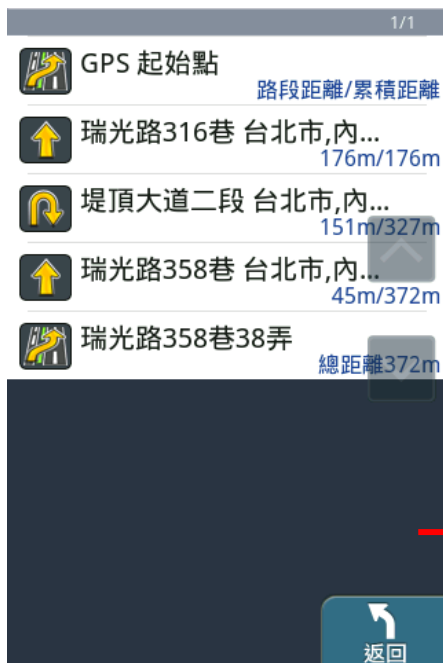 1/1
GPS 起始點
路段距離/累積距離
瑞光路316巷 台北市,內...
176m/176m
堤頂大道二段 台北市,內...
151m/327m
瑞光路358巷 台北市,內...
45m/372m
瑞光路358巷38弄
總距離372m
返回